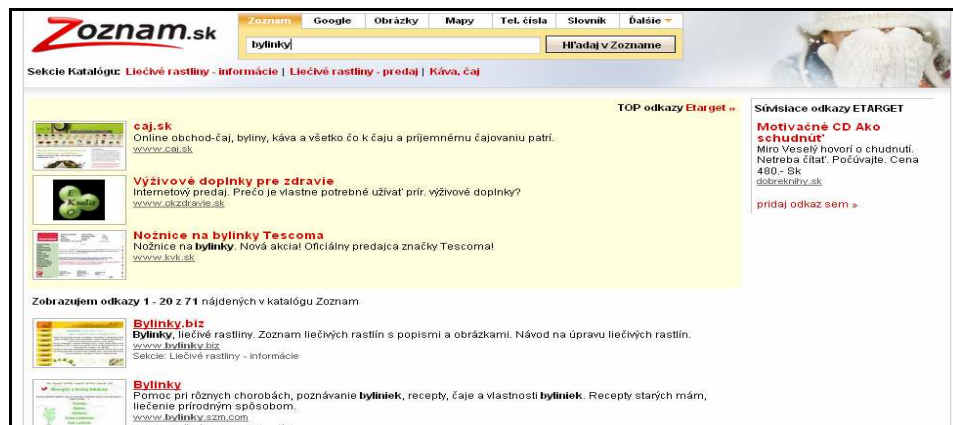 Zoznam.sk
Zoznam Google Obrázky Mapy Tel. čísla Slovník Ďalšie
bylinky
Hľadaj v Zozname
Sekcie Katalógu: Liečivé rastliny - informácie | Liečivé rastliny - predaj | Káva, čaj
TOP odkazy Etarget »
caj.sk
Online obchod-čaj, byliny, káva a všetko čo k čaju a príjemnému čajovaniu patrí.
www.caj.sk
Výživové doplnky pre zdravie
Internetový predaj. Prečo je vlastne potrebné užívať prír. výživové doplnky?
www.okzdravie.sk
Nožnice na bylinky Tescoma
Nožnice na bylinky. Nová akcia! Oficiálny predajca značky Tescoma!
www.kvk.sk
Súvisiace odkazy ETARGET
Motivačné CD Ako
schudnúť
Miro Veselý hovorí o chudnutí.
Netreba čítať. Počúvajte. Cena
480.- Sk
dobreknihy.sk
pridaj odkaz sem »
Zobrazujem odkazy 1 - 20 z 71 nájdených v katalógu Zoznam
Bylinky.biz
Bylinky, liečivé rastliny. Zoznam liečivých rastlín s popismi a obrázkami. Návod na úpravu liečivých rastlín.
www.bylinky.biz
Sekcie: Liečivé rastliny - informácie
Bylinky
Pomoc pri rôznych chorobách, poznávanie byliniek, recepty, čaje a vlastnosti byliniek. Recepty starých mám,
liečenie prírodným spôsobom.
www.bylinky.szm.com